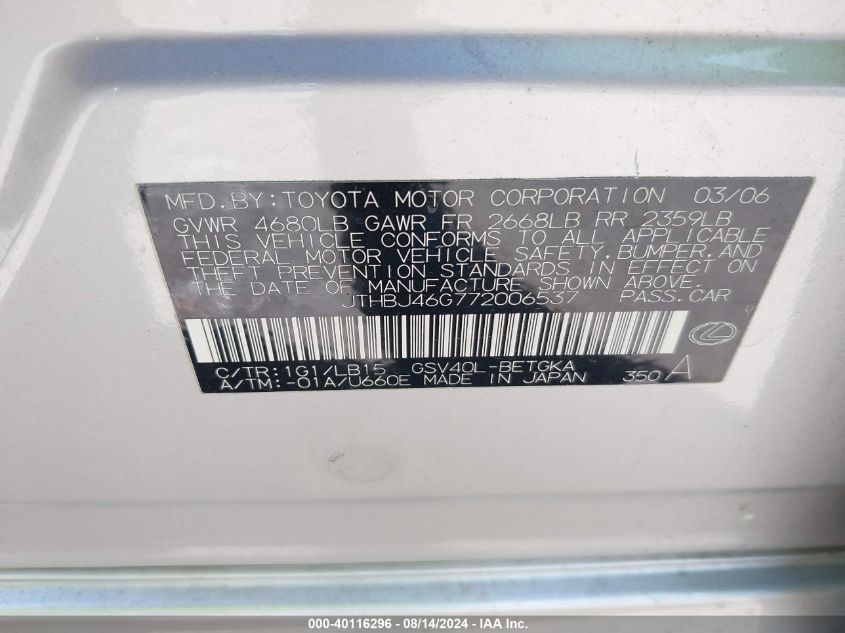 MFD. BY: TOYOTA MOTOR CORPORATION 03/06
GVWR 4680LB GAWR FR 2668LB RR 2359LB
THIS VEHICLE CONFORMS TO ALL APPLICABLE
FEDERAL MOTOR VEHICLE SAFETY, BUMPER, AND
THEFT PREVENTION STANDARDS IN EFFECT ON
THE DATE OF MANUFACTURE SHOWN ABOVE.
JTHBJ46G772006537 PASS. CAR
C/TR: 1G1/LB15 GSV40L-BETGKA
A/TM: -01A/U660E MADE IN JAPAN 350 A
000-40116296 - 08/14/2024 - IAA Inc.